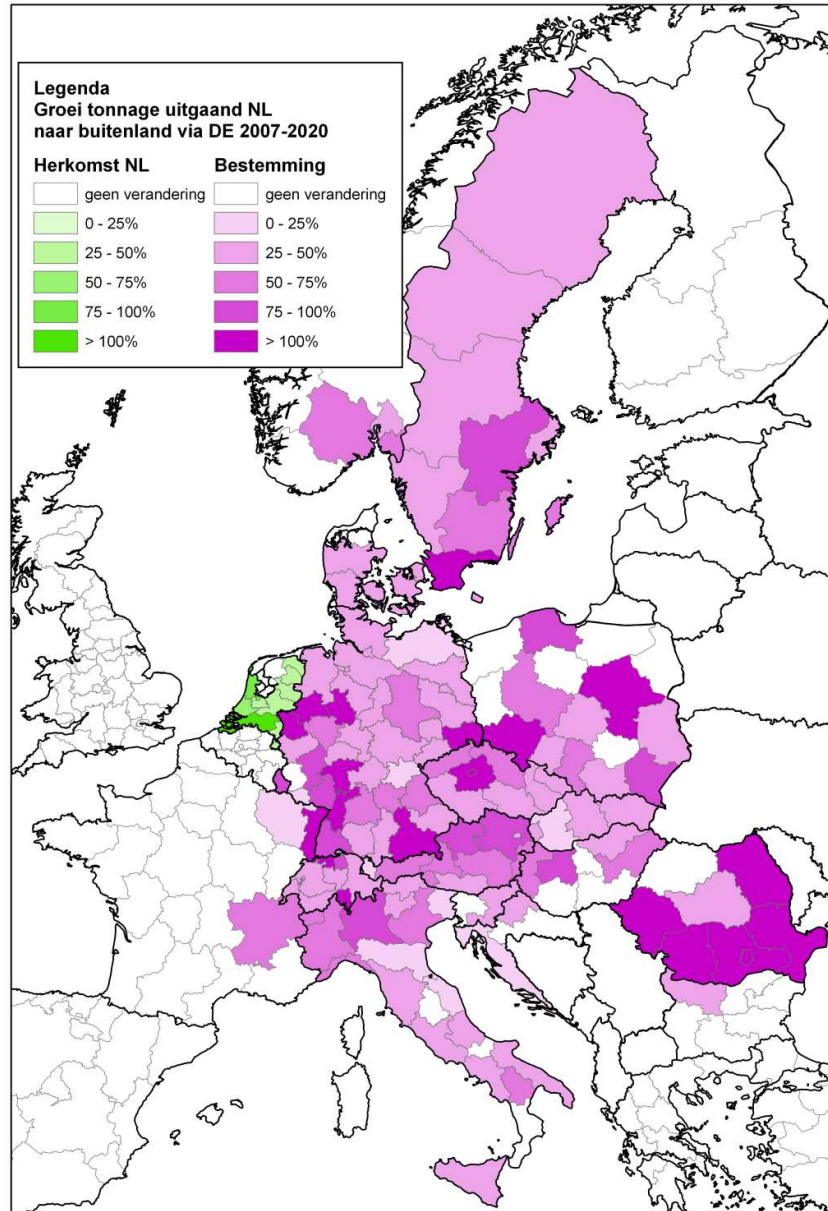 Legenda
Groei tonnage uitgaand NL
naar buitenland via DE 2007-2020
Herkomst NL Bestemming
geen verandering geen verandering
0 - 25% 0 - 25%
25 - 50% 25 - 50%
50 - 75% 50 - 75%
75 - 100% 75 - 100%
> 100% > 100%